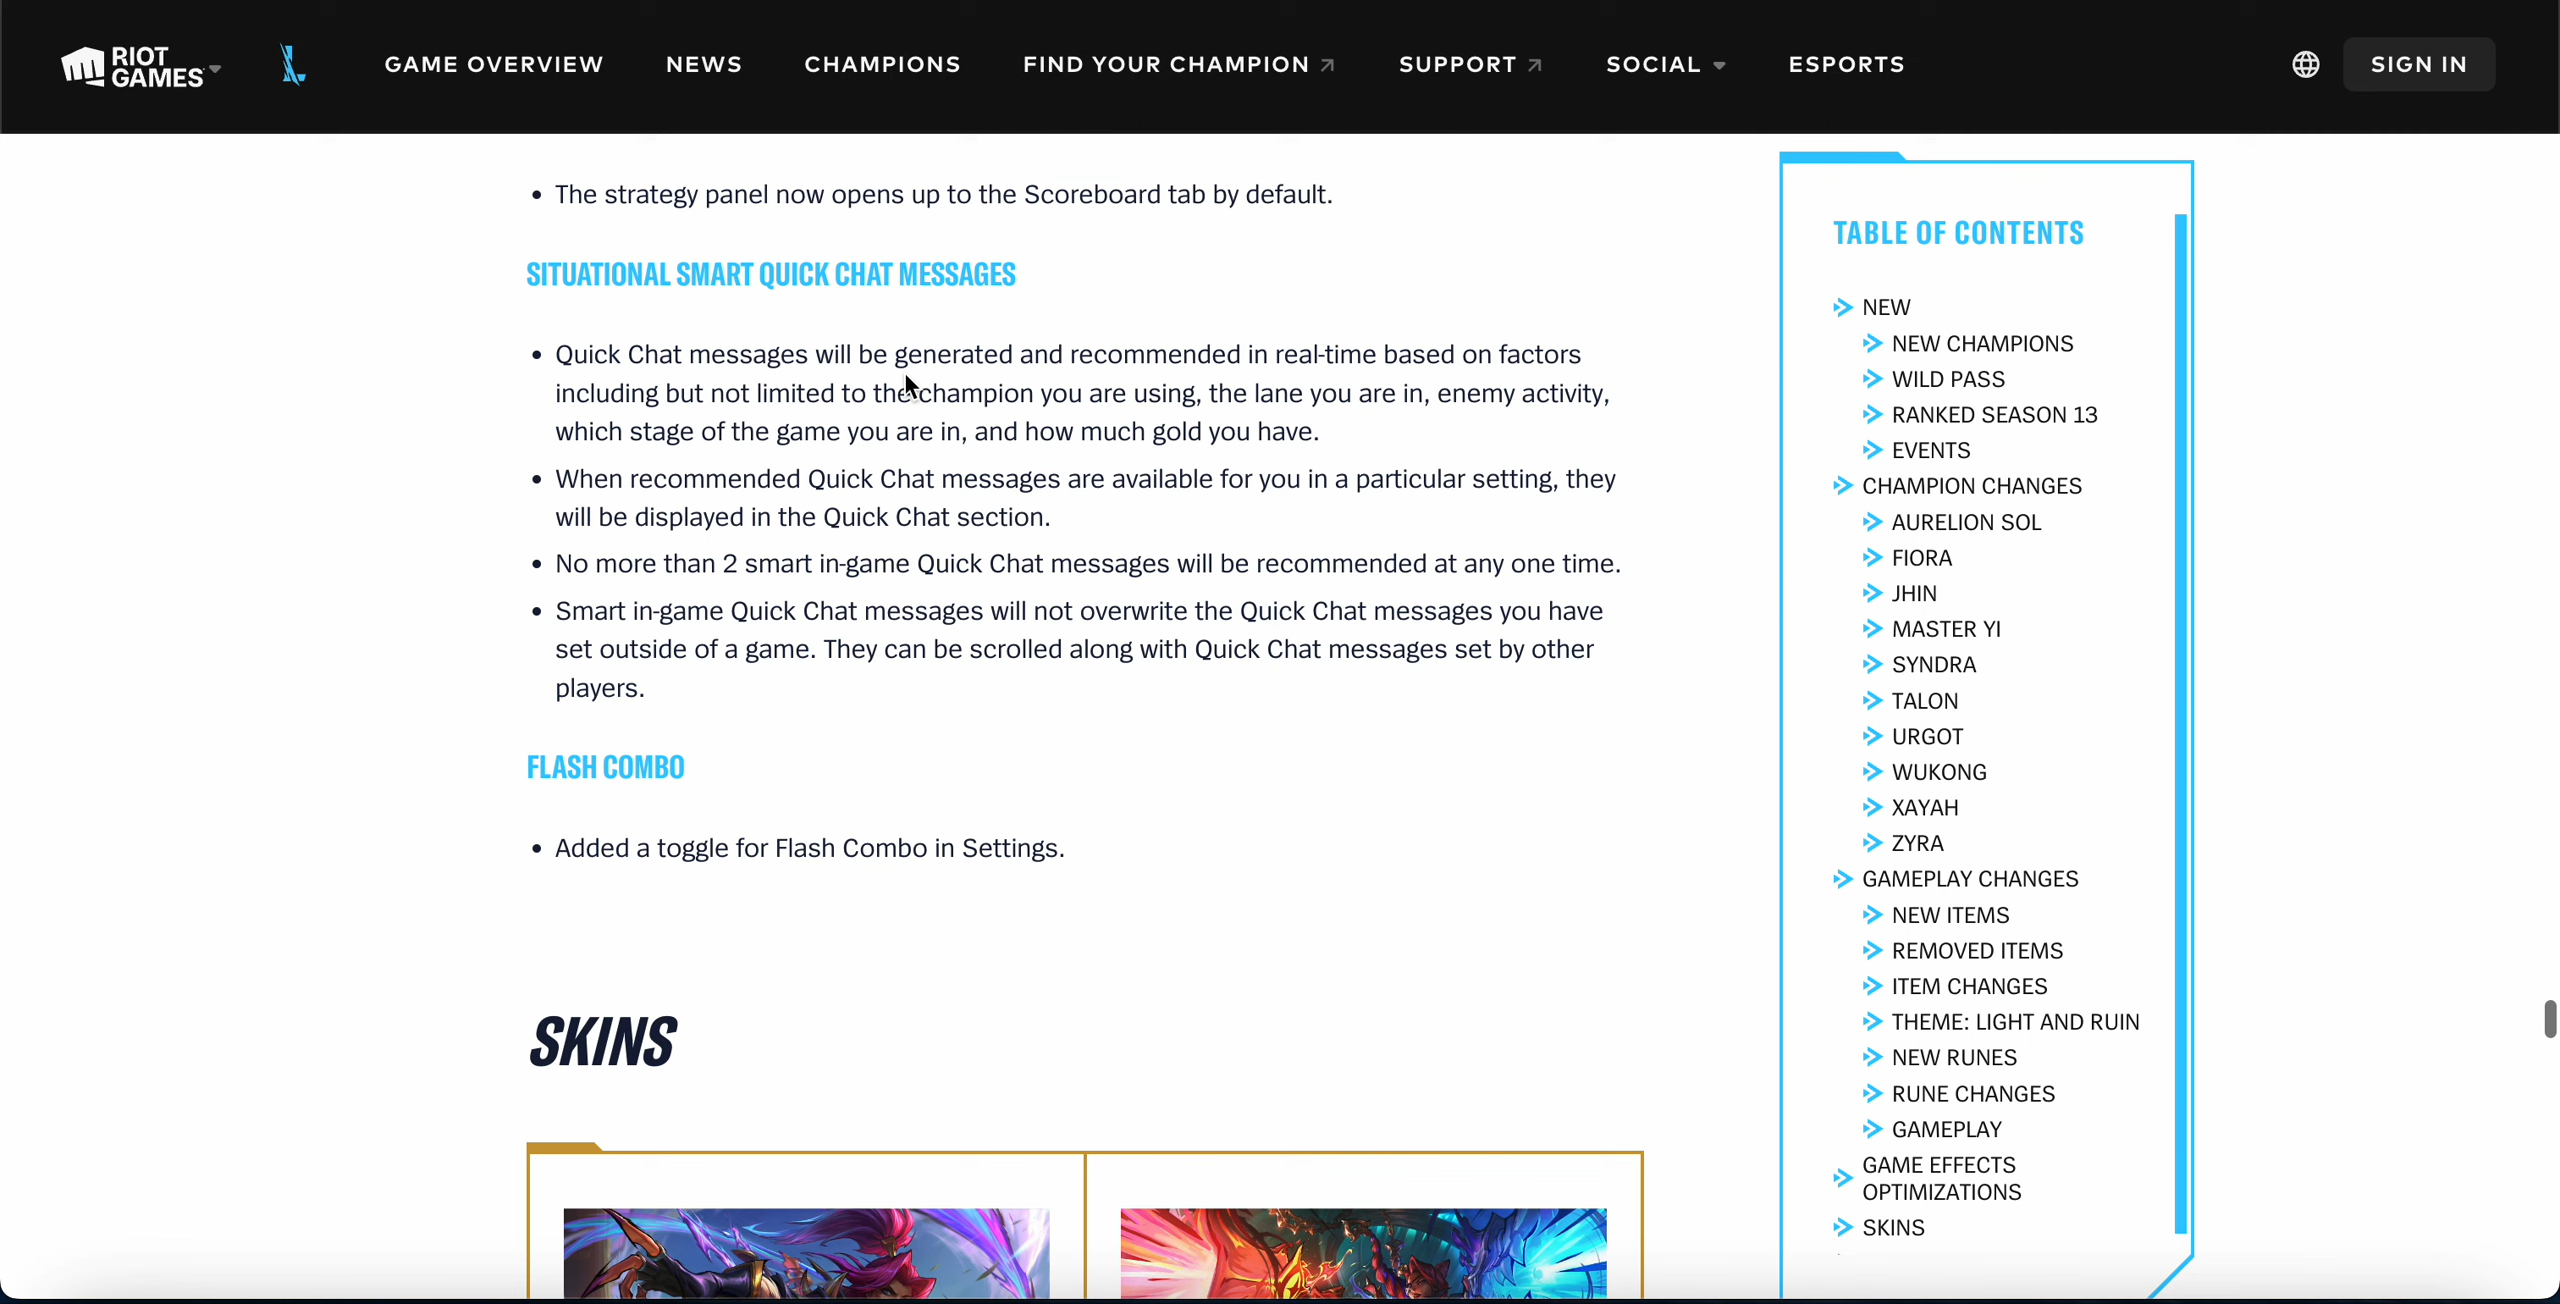 RIOT
GAMES
GAME OVERVIEW
NEWS
CHAMPIONS
FIND YOUR CHAMPION
SUPPORT
SOCIAL
ESPORTS
SIGN IN
• The strategy panel now opens up to the Scoreboard tab by default.
SITUATIONAL SMART QUICK CHAT MESSAGES
• Quick Chat messages will be generated and recommended in real-time based on factors
including but not limited to the champion you are using, the lane you are in, enemy activity,
which stage of the game you are in, and how much gold you have.
• When recommended Quick Chat messages are available for you in a particular setting, they
will be displayed in the Quick Chat section.
• No more than 2 smart in-game Quick Chat messages will be recommended at any one time.
• Smart in-game Quick Chat messages will not overwrite the Quick Chat messages you have
set outside of a game. They can be scrolled along with Quick Chat messages set by other
players.
FLASH COMBO
• Added a toggle for Flash Combo in Settings.
SKINS
TABLE OF CONTENTS
NEW
NEW CHAMPIONS
WILD PASS
RANKED SEASON 13
EVENTS
CHAMPION CHANGES
AURELION SOL
FIORA
JHIN
MASTER YI
SYNDRA
TALON
URGOT
WUKONG
XAYAH
ZYRA
GAMEPLAY CHANGES
NEW ITEMS
REMOVED ITEMS
ITEM CHANGES
THEME: LIGHT AND RUIN
NEW RUNES
RUNE CHANGES
GAMEPLAY
GAME EFFECTS
OPTIMIZATIONS
SKINS